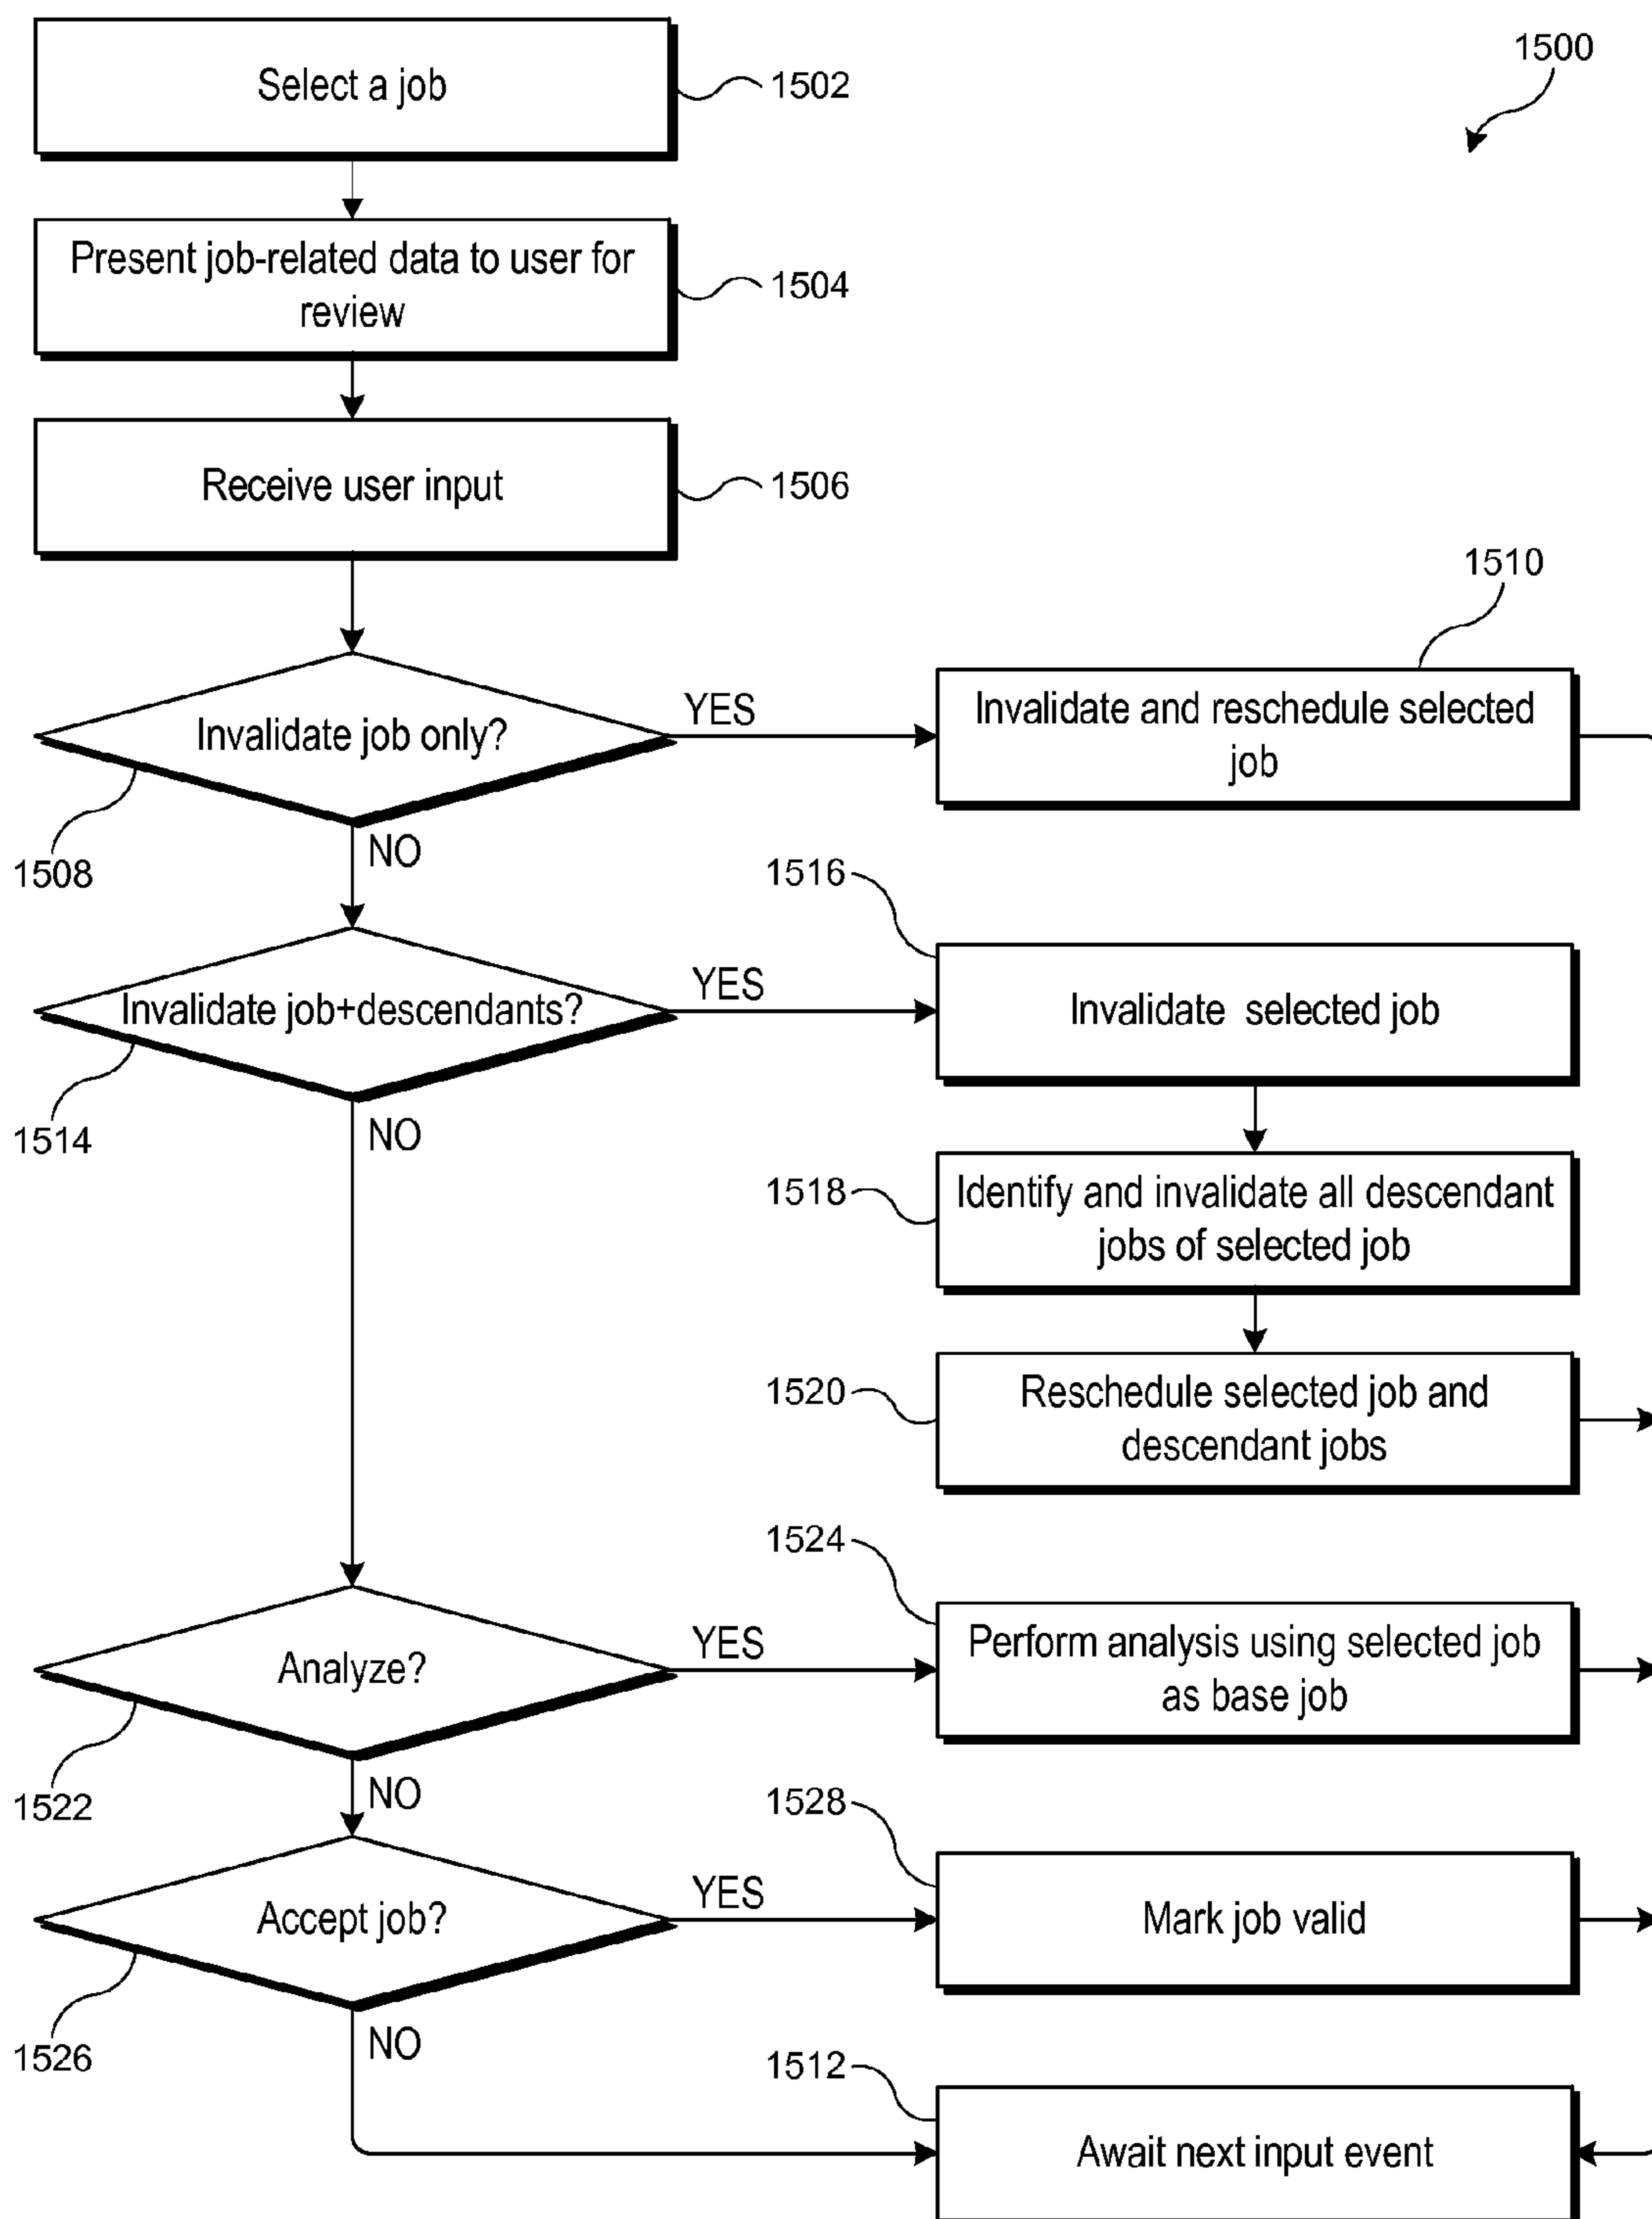 1500
Select a job
1502
Present job-related data to user for
review
1504
Receive user input
1506
1510
Invalidate job only?
YES
Invalidate and reschedule selected
job
1508
NO
1516
Invalidate job+descendants?
YES
Invalidate selected job
1514
NO
1518
Identify and invalidate all descendant
jobs of selected job
1520
Reschedule selected job and
descendant jobs
1524
Analyze?
YES
Perform analysis using selected job
as base job
1522
NO
1528
Accept job?
YES
Mark job valid
1526
NO
1512
Await next input event